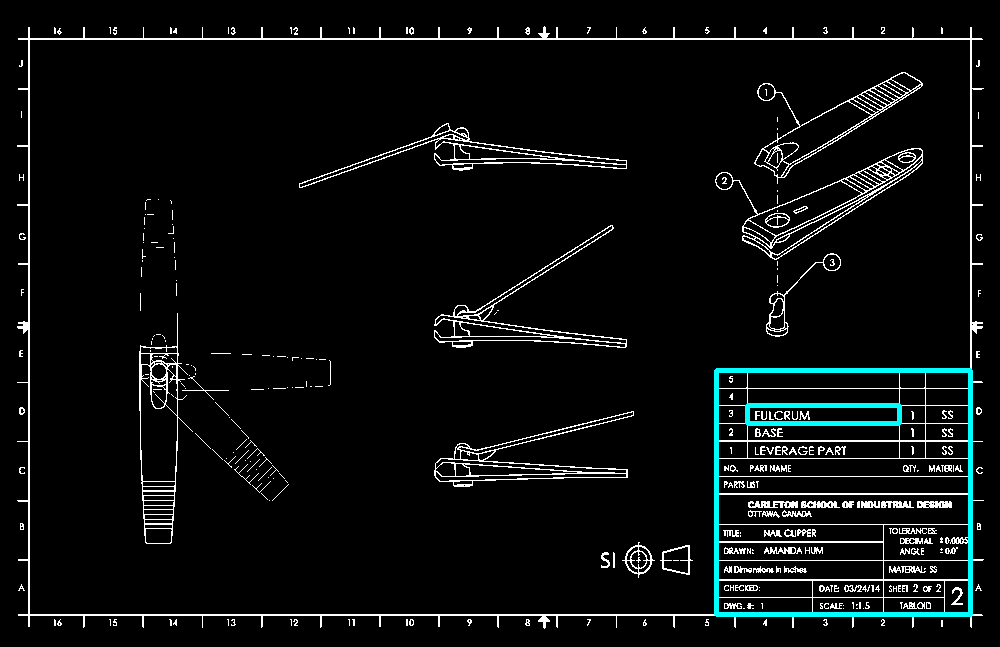 16 15 14 13 12 11 10 9 8 7 6 5 4 3 2 1
J J
I I
H H
G G
F F
E E
D D
C C
B B
A A
1
2
3
SI
5
4
3 FULCRUM 1 SS
2 BASE 1 SS
1 LEVERAGE PART 1 SS
NO. PART NAME QTY. MATERIAL
PARTS LIST
CARLETON SCHOOL OF INDUSTRIAL DESIGN
OTTAWA, CANADA
TITLE: NAIL CLIPPER
DRAWN: AMANDA HUM
All Dimensions in Inches
TOLERANCES:
DECIMAL ±0.0005
ANGLE ±0.0°
MATERIAL: SS
CHECKED: DATE: 03/24/14 SHEET 2 OF 2
DWG. #: 1 SCALE: 1:1.5 TABLOID 2
16 15 14 13 12 11 10 9 8 7 6 5 4 3 2 1